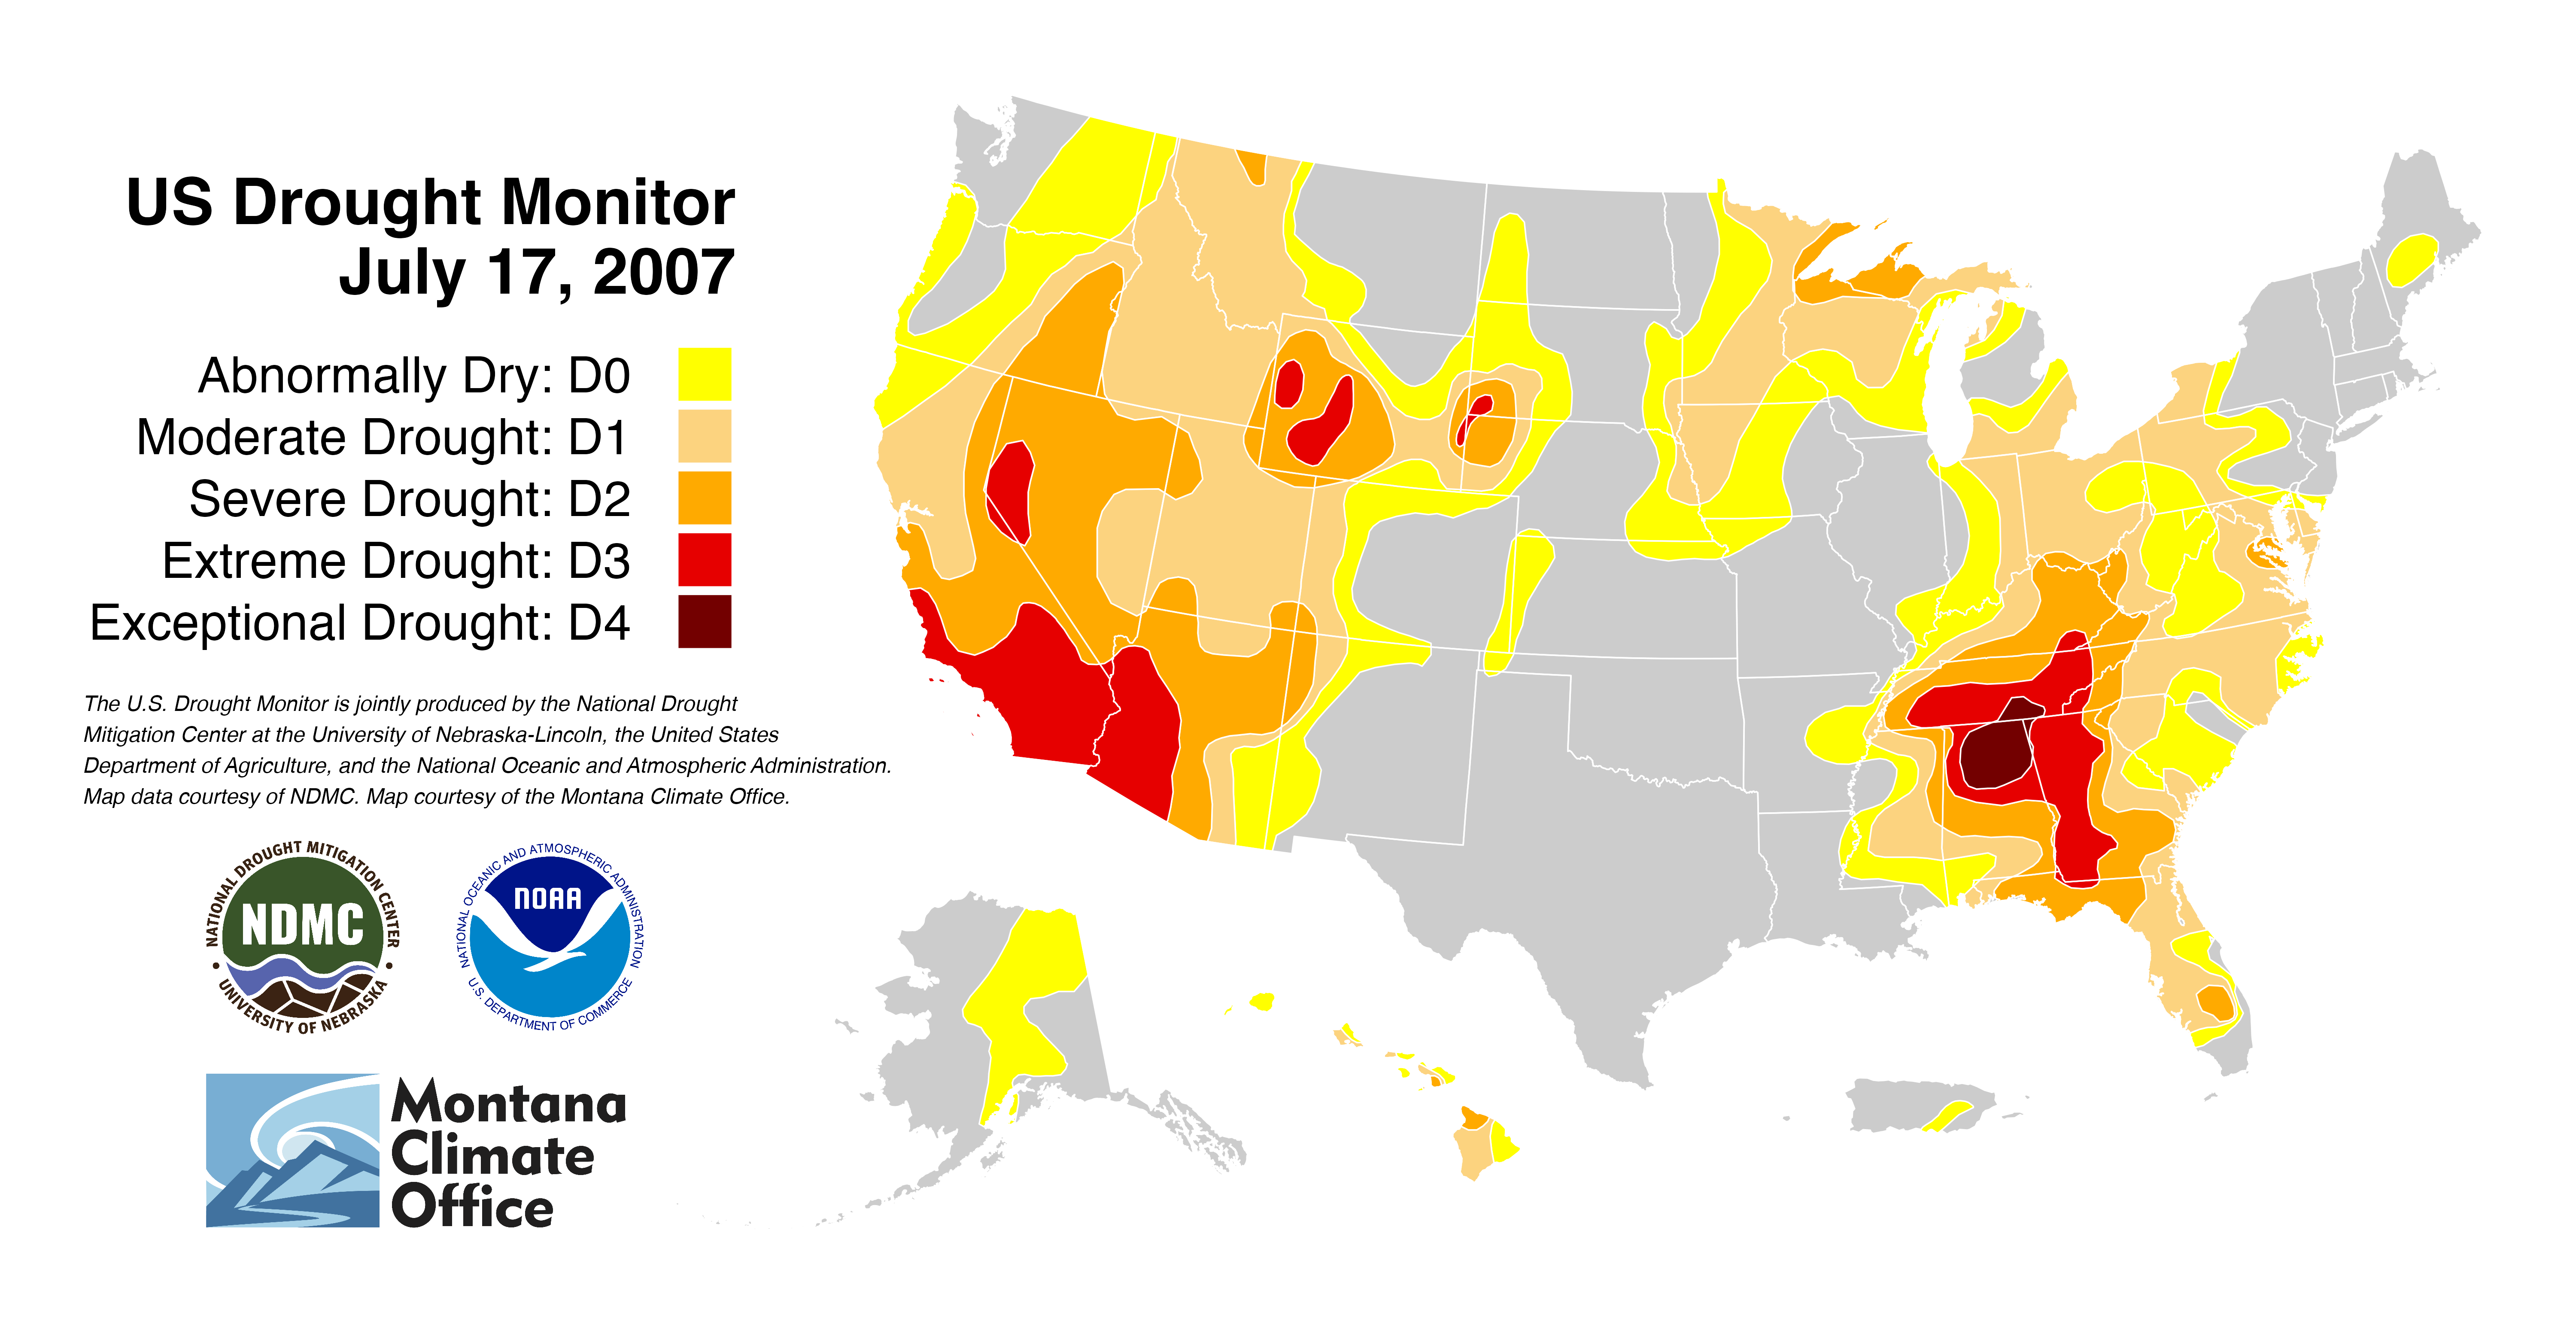 US Drought Monitor
July 17, 2007
Abnormally Dry: D0
Moderate Drought: D1
Severe Drought: D2
Extreme Drought: D3
Exceptional Drought: D4
The U.S. Drought Monitor is jointly produced by the National Drought
Mitigation Center at the University of Nebraska-Lincoln, the United States
Department of Agriculture, and the National Oceanic and Atmospheric Administration.
Map data courtesy of NDMC. Map courtesy of the Montana Climate Office.
NATIONAL DROUGHT MITIGATION CENTER
NDMC
UNIVERSITY OF NEBRASKA
NATIONAL OCEANIC AND ATMOSPHERIC ADMINISTRATION
NOAA
U.S. DEPARTMENT OF COMMERCE
Montana
Climate
Office